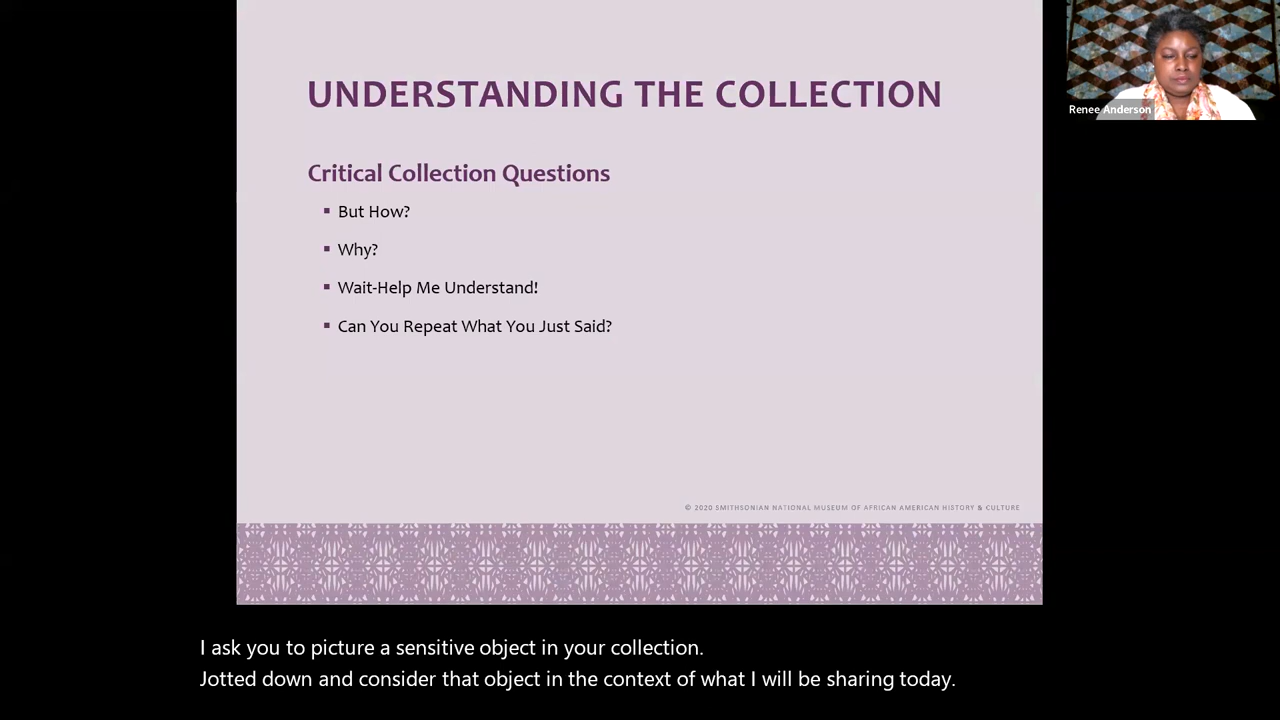 UNDERSTANDING THE COLLECTION
Renee Anderson
Critical Collection Questions
▪ But How?
▪ Why?
▪ Wait-Help Me Understand!
▪ Can You Repeat What You Just Said?
© 2020 SMITHSONIAN NATIONAL MUSEUM OF AFRICAN AMERICAN HISTORY & CULTURE
I ask you to picture a sensitive object in your collection.
Jotted down and consider that object in the context of what I will be sharing today.